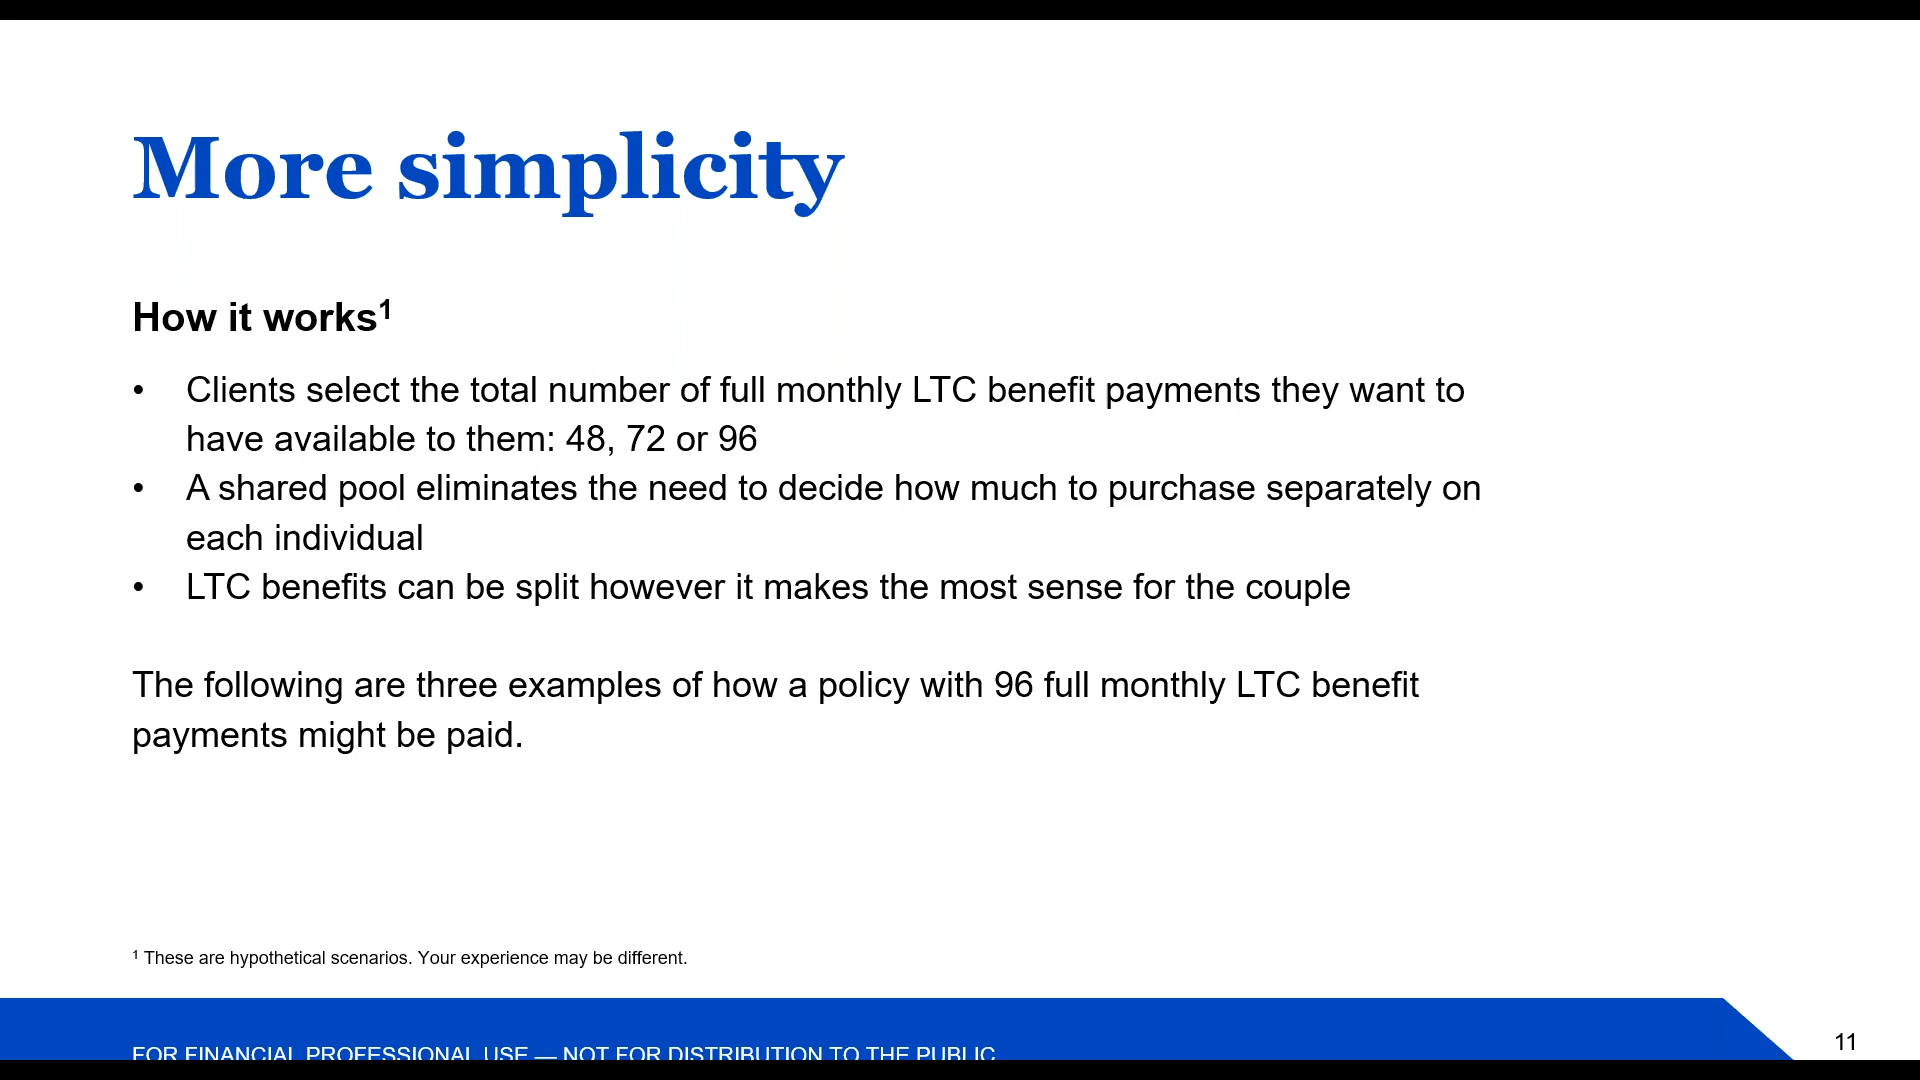 More simplicity
How it works¹
• Clients select the total number of full monthly LTC benefit payments they want to
have available to them: 48, 72 or 96
• A shared pool eliminates the need to decide how much to purchase separately on
each individual
• LTC benefits can be split however it makes the most sense for the couple
The following are three examples of how a policy with 96 full monthly LTC benefit
payments might be paid.
¹ These are hypothetical scenarios. Your experience may be different.
FOR FINANCIAL PROFESSIONAL USE — NOT FOR DISTRIBUTION TO THE PUBLIC
11